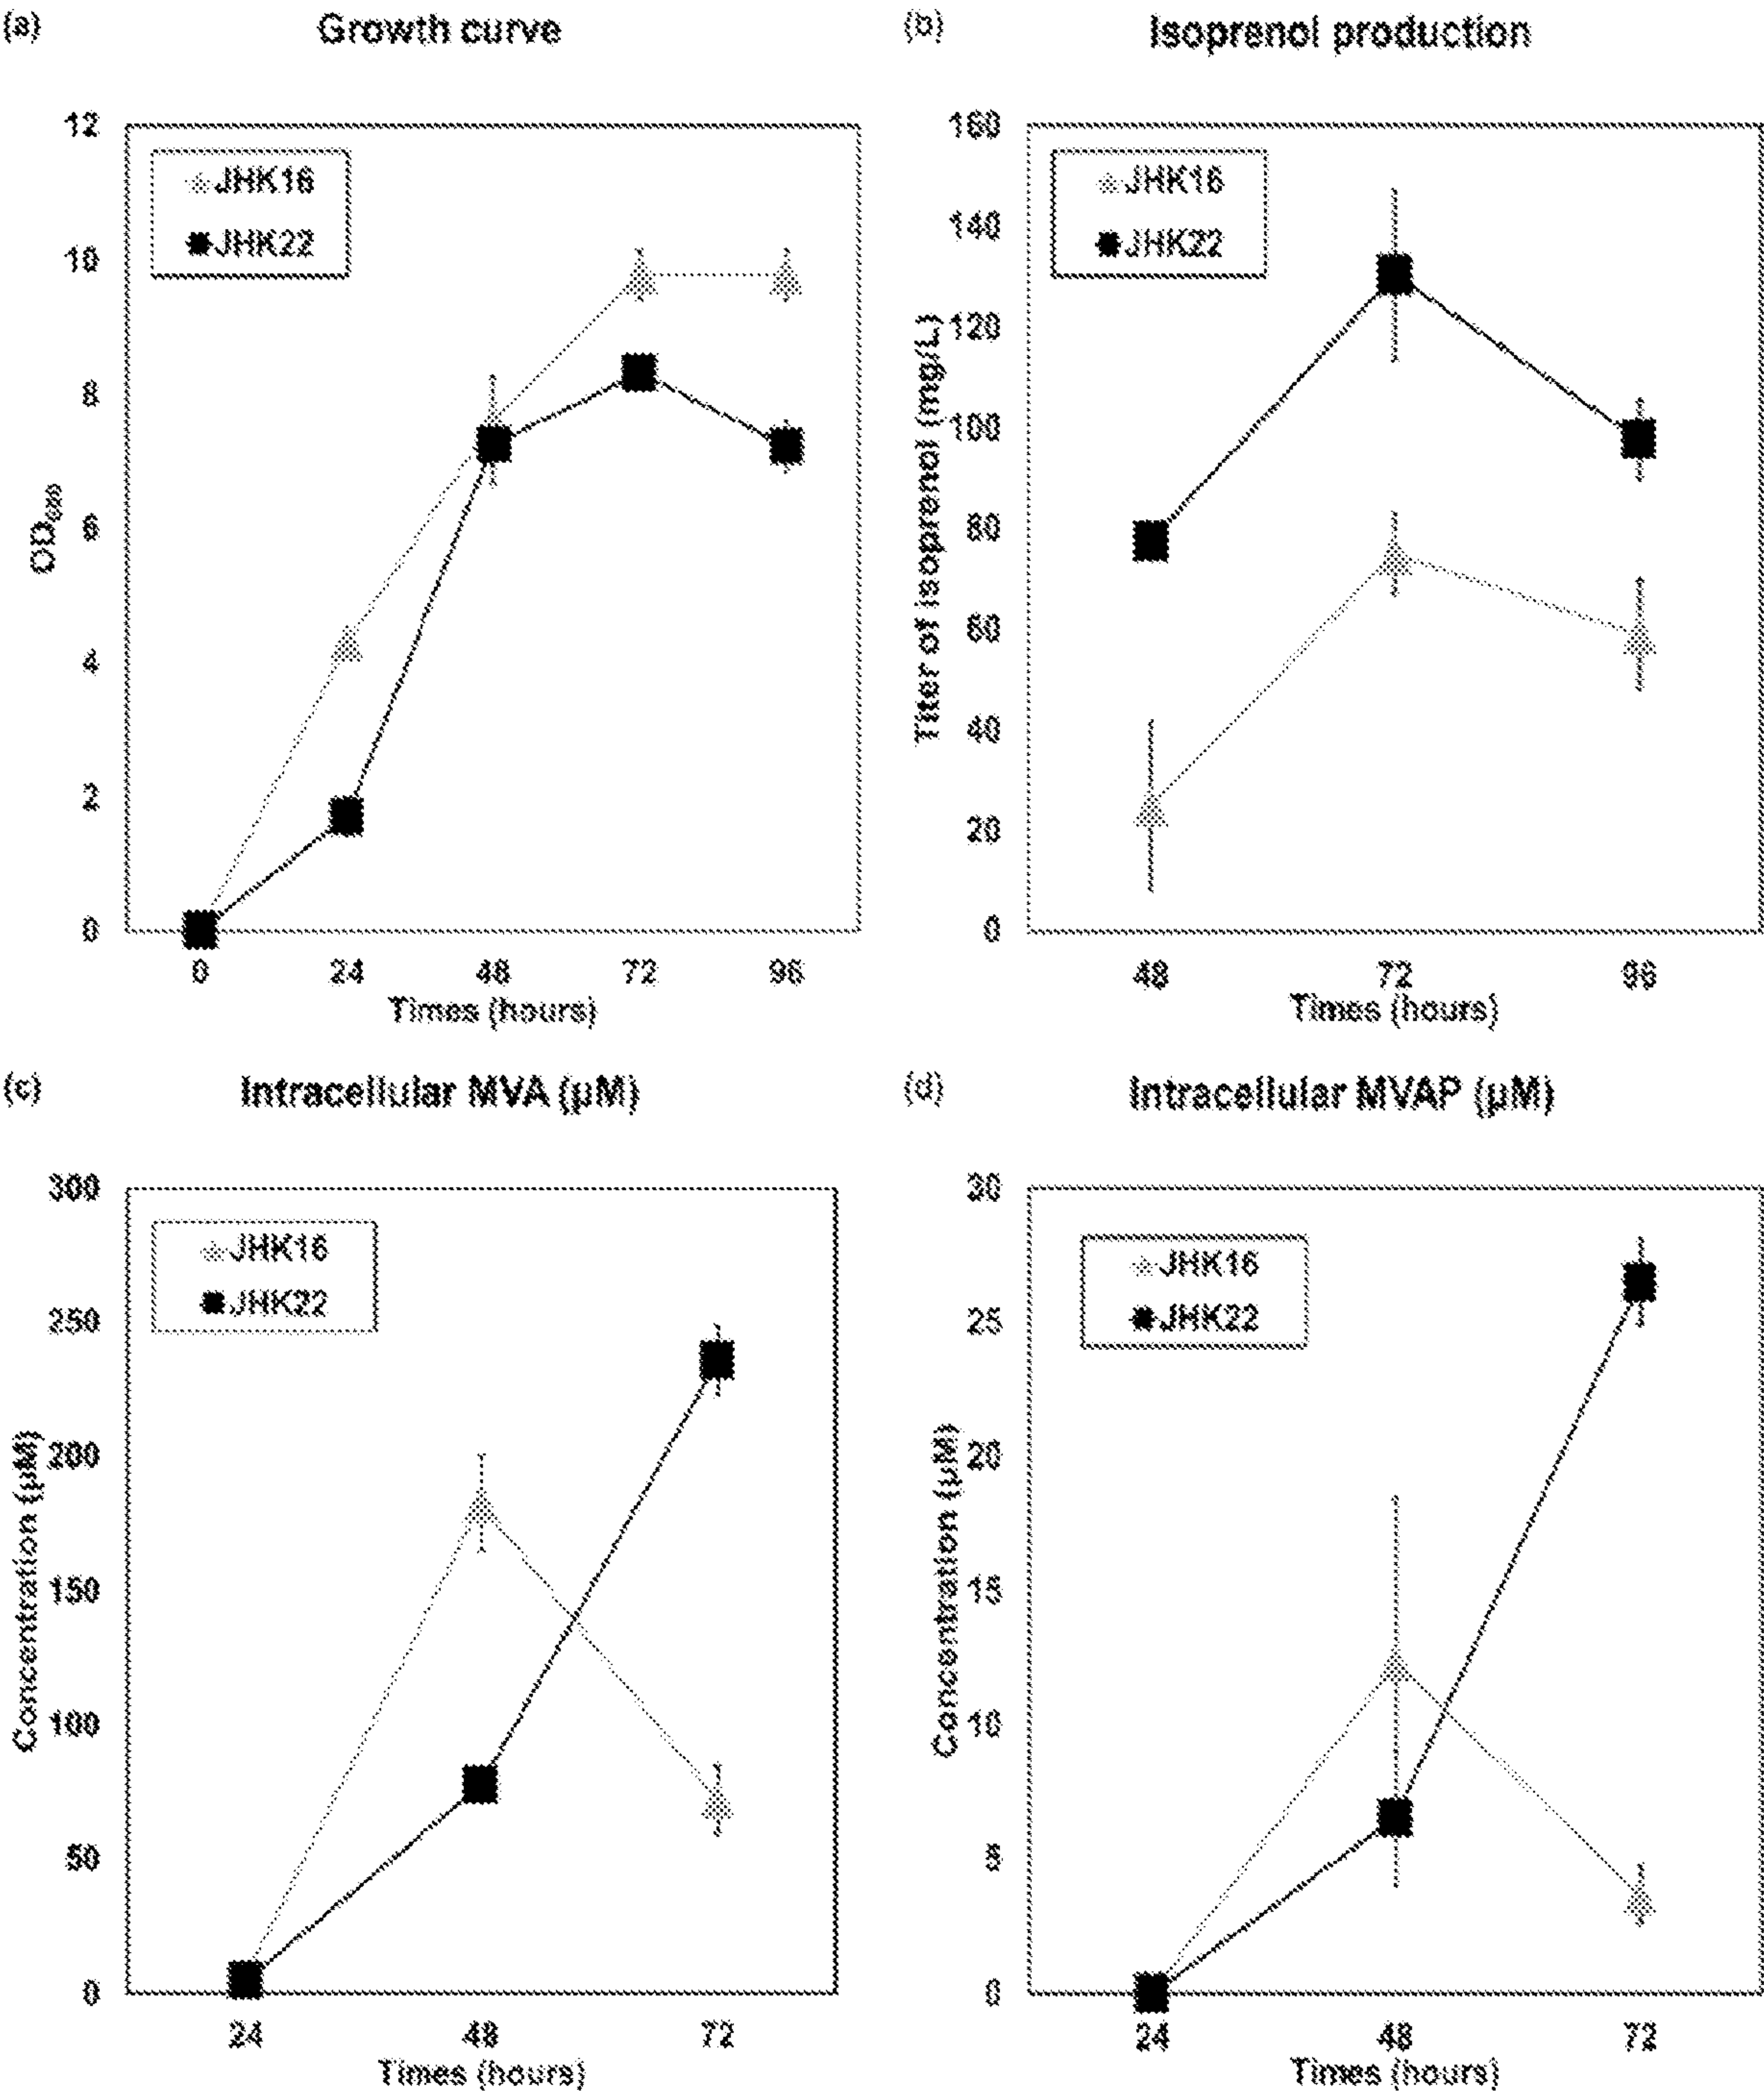 (a) Growth curve
12
10
8
6
4
2
0
OD600
JHK16
JHK22
0 24 48 72 96
Times (hours)
(b) Isoprenol production
160
140
120
100
80
60
40
20
0
Titer of isoprenol (mg/L)
JHK16
JHK22
48 72 96
Times (hours)
(c) Intracellular MVA (µM)
300
250
200
150
100
50
0
Concentration (µM)
JHK16
JHK22
24 48 72
Times (hours)
(d) Intracellular MVAP (µM)
30
25
20
15
10
5
0
Concentration (µM)
JHK16
JHK22
24 48 72
Times (hours)